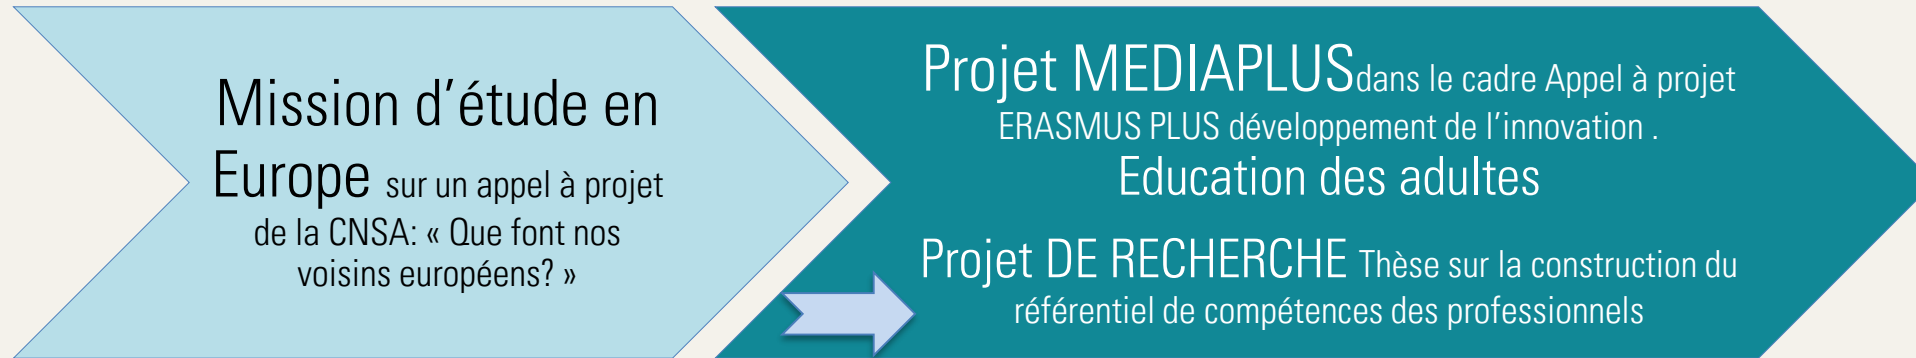 Mission d’étude en
Europe sur un appel à projet
de la CNSA: « Que font nos
voisins européens? »
Projet MEDIAPLUS dans le cadre Appel à projet
ERASMUS PLUS développement de l’innovation .
Education des adultes
Projet DE RECHERCHE Thèse sur la construction du
référentiel de compétences des professionnels